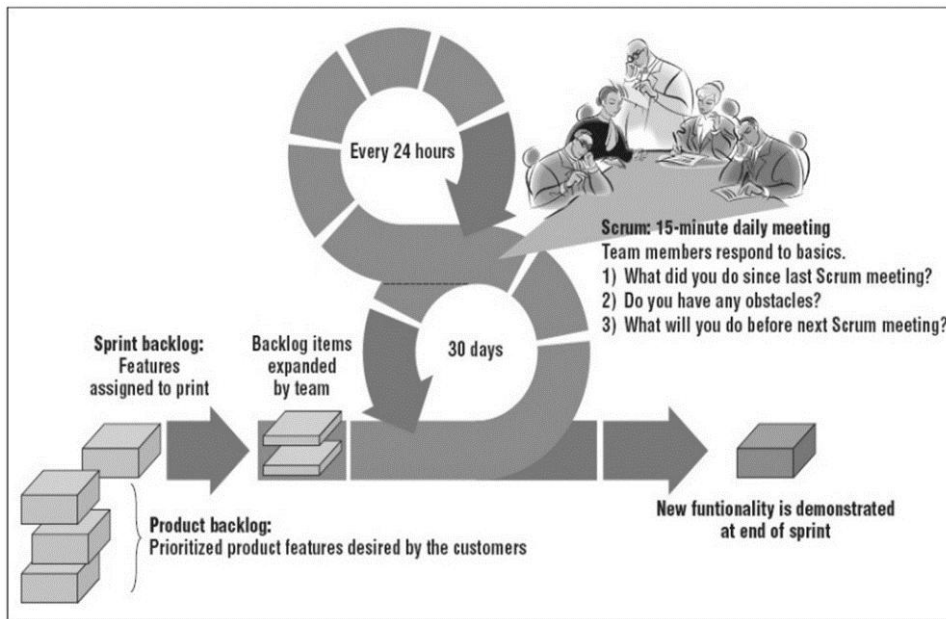 Every 24 hours
Scrum: 15-minute daily meeting
Team members respond to basics.
1) What did you do since last Scrum meeting?
2) Do you have any obstacles?
3) What will you do before next Scrum meeting?
30 days
Sprint backlog:
Features
assigned to print
Backlog items
expanded
by team
New funtionality is demonstrated
at end of sprint
Product backlog:
Prioritized product features desired by the customers